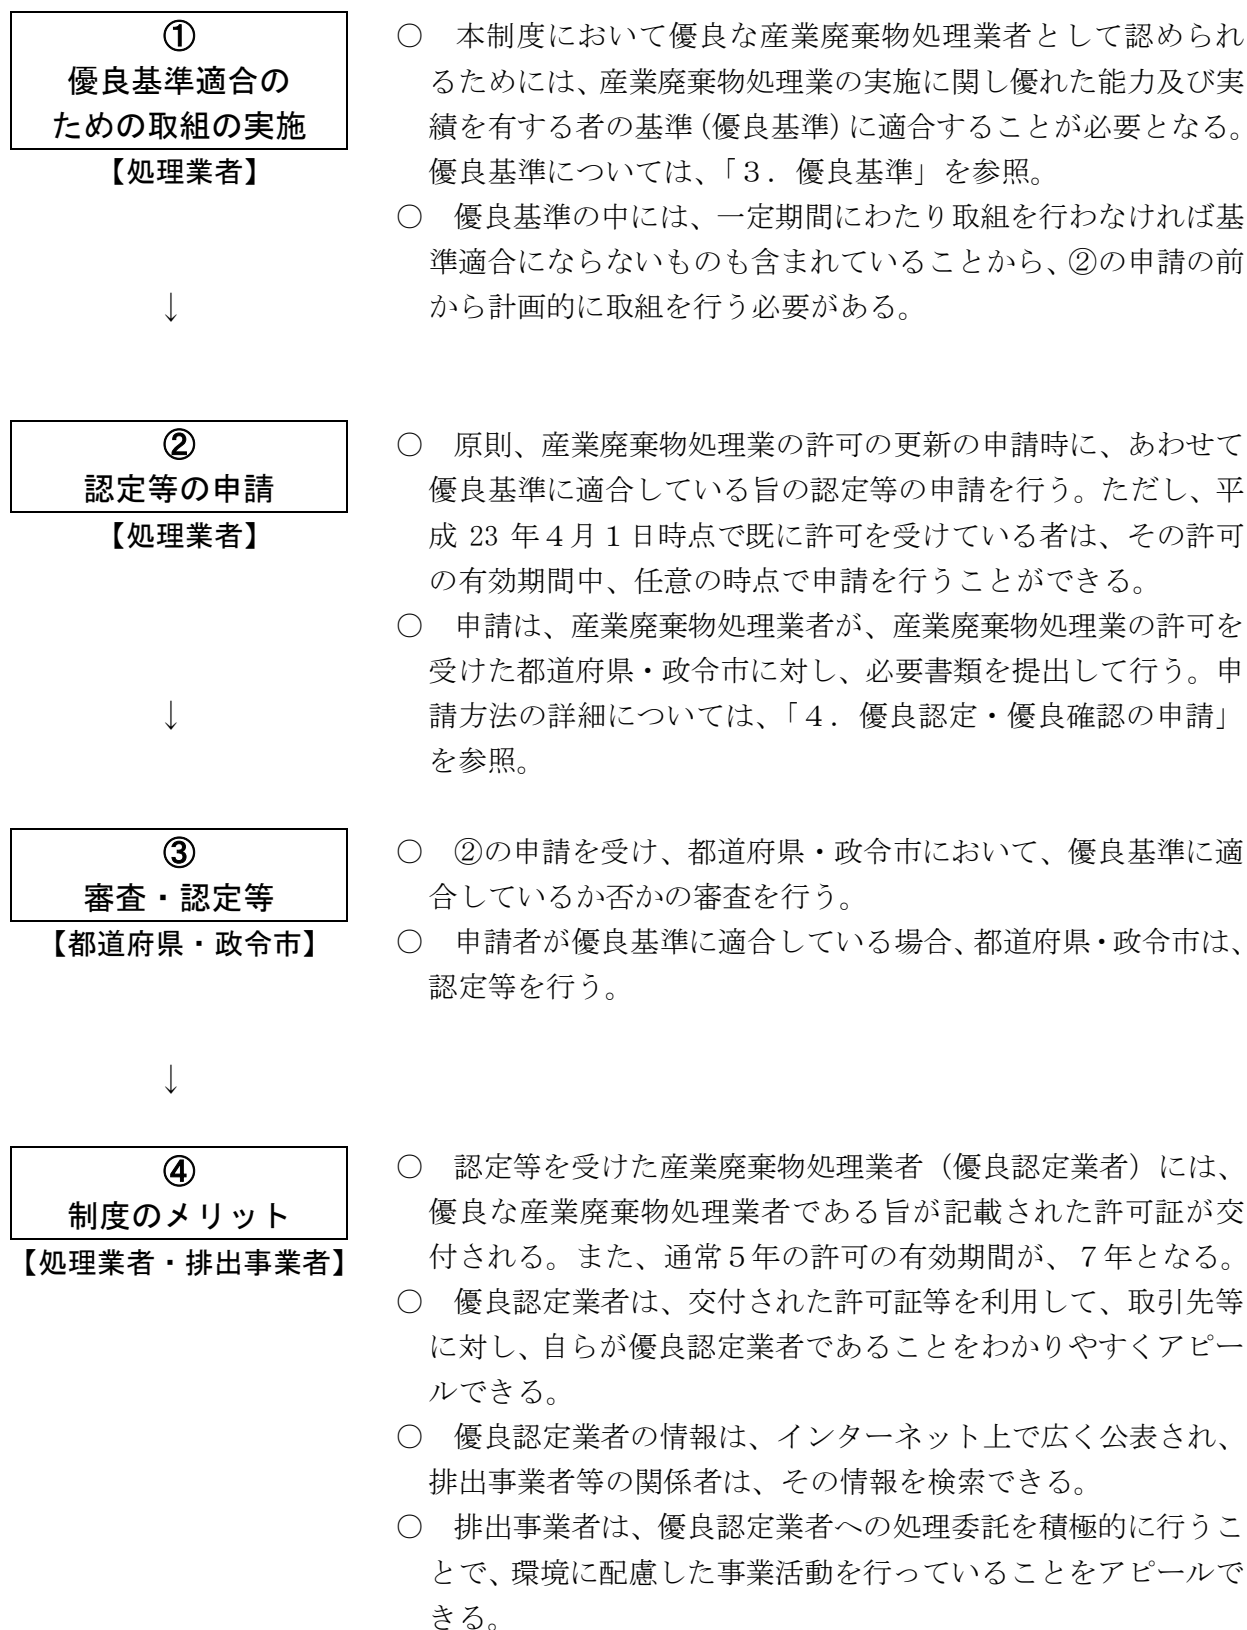 ①
優良基準適合の
ための取組の実施
【処理業者】
↓
○　本制度において優良な産業廃棄物処理業者として認められ
るためには、産業廃棄物処理業の実施に関し優れた能力及び実
績を有する者の基準(優良基準)に適合することが必要となる。
優良基準については、「３．優良基準」を参照。
○　優良基準の中には、一定期間にわたり取組を行わなければ基
準適合にならないものも含まれていることから、②の申請の前
から計画的に取組を行う必要がある。
②
認定等の申請
【処理業者】
↓
○　原則、産業廃棄物処理業の許可の更新の申請時に、あわせて
優良基準に適合している旨の認定等の申請を行う。ただし、平
成 23 年４月１日時点で既に許可を受けている者は、その許可
の有効期間中、任意の時点で申請を行うことができる。
○　申請は、産業廃棄物処理業者が、産業廃棄物処理業の許可を
受けた都道府県・政令市に対し、必要書類を提出して行う。申
請方法の詳細については、「４．優良認定・優良確認の申請」
を参照。
③
審査・認定等
【都道府県・政令市】
↓
○　②の申請を受け、都道府県・政令市において、優良基準に適
合しているか否かの審査を行う。
○　申請者が優良基準に適合している場合、都道府県・政令市は、
認定等を行う。
④
制度のメリット
【処理業者・排出事業者】
○　認定等を受けた産業廃棄物処理業者（優良認定業者）には、
優良な産業廃棄物処理業者である旨が記載された許可証が交
付される。また、通常５年の許可の有効期間が、７年となる。
○　優良認定業者は、交付された許可証等を利用して、取引先等
に対し、自らが優良認定業者であることをわかりやすくアピー
ルできる。
○　優良認定業者の情報は、インターネット上で広く公表され、
排出事業者等の関係者は、その情報を検索できる。
○　排出事業者は、優良認定業者への処理委託を積極的に行うこ
とで、環境に配慮した事業活動を行っていることをアピールで
きる。